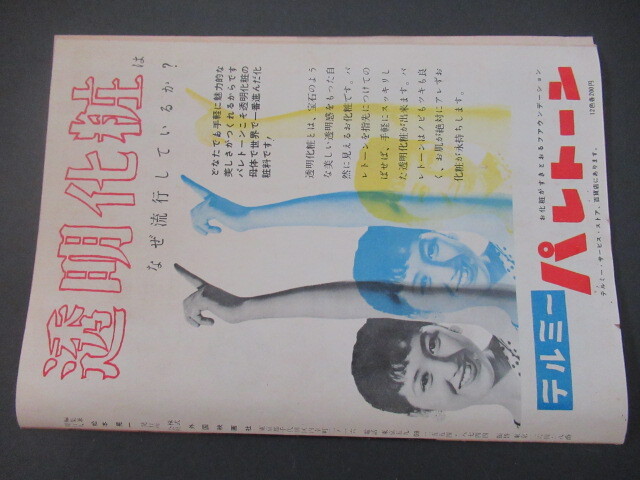 透明化粧は
なぜ流行しているか?
どなたでも手軽に魅力的な
美しさがつくれるからです
パレトーンこそ透明化粧の
母体で世界で一番進んだ化
粧料です!
透明化粧とは、宝石のよう
な美しい透明感をもった自
然に見えるお化粧です。パ
レトーンを指先につけての
ばせば、手軽にスッキリし
た透明化粧が出来ます。パ
レトーンはノビもツキも良
く、お肌が絶対にアレずお
化粧が永持ちします。
お化粧がすきとおるファウンデーション
テルミー パレトーン
12色各200円
テルミー・サービス・ストア、百貨店にあります。